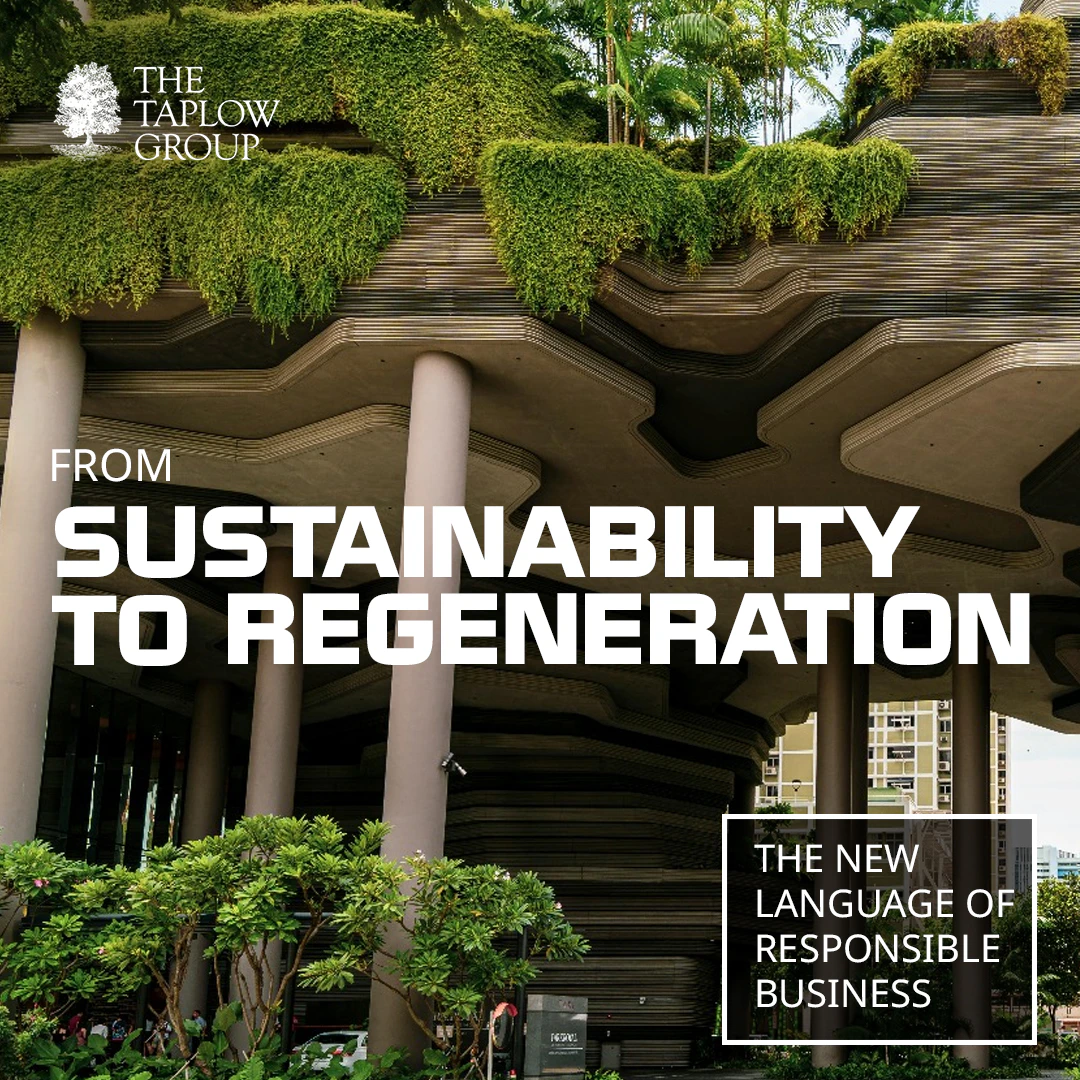 THE
TAPLOW
GROUP
FROM
SUSTAINABILITY
TO REGENERATION
THE NEW
LANGUAGE OF
RESPONSIBLE
BUSINESS